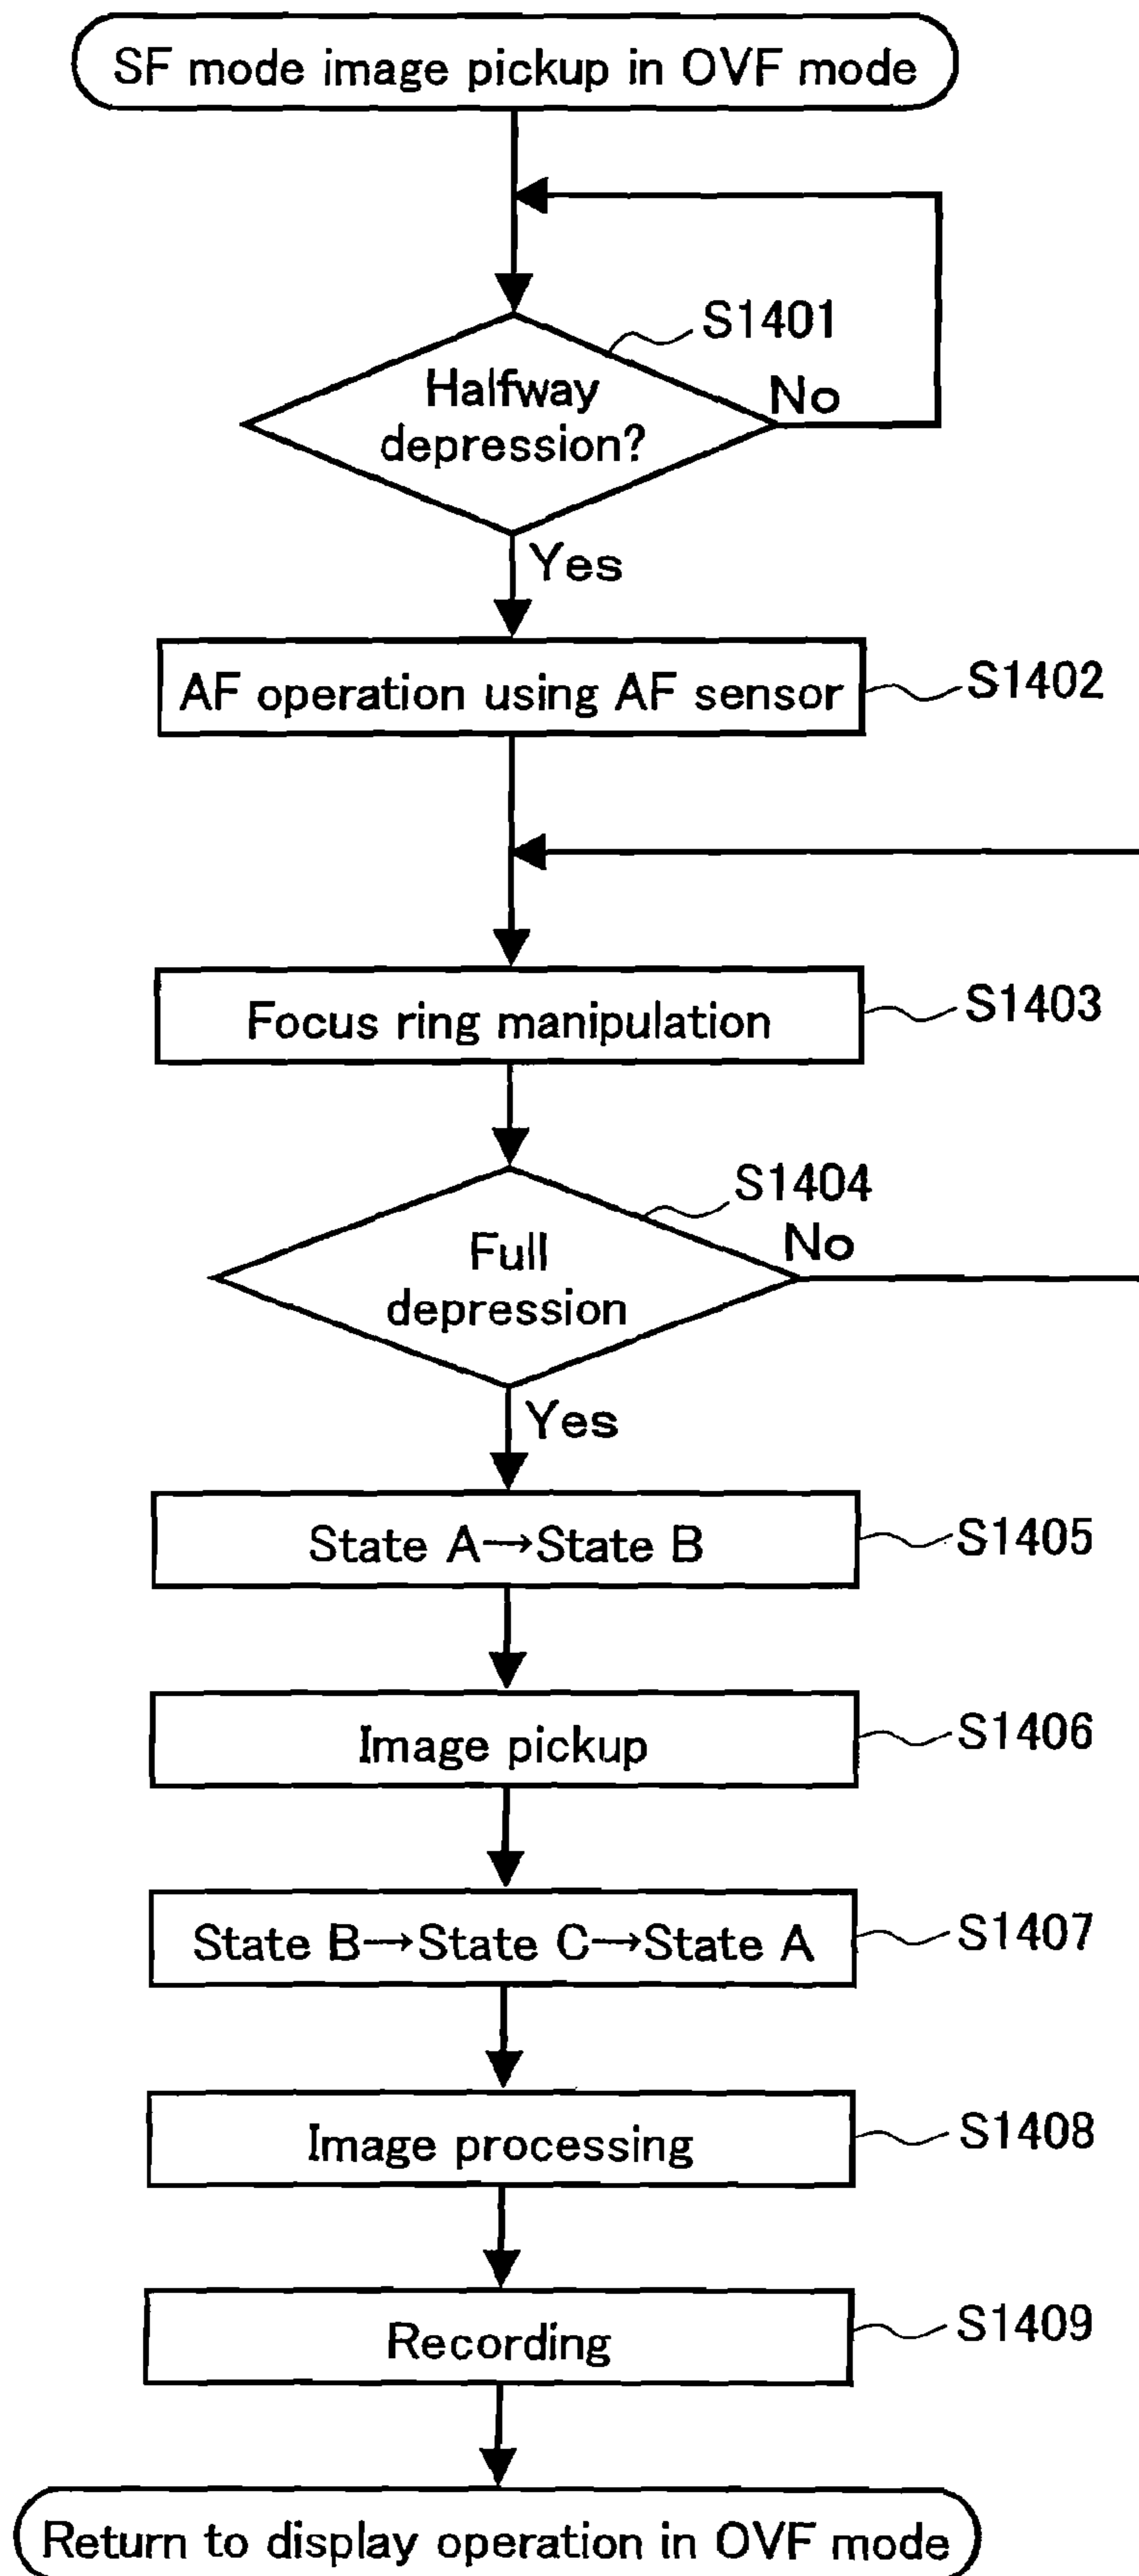 SF mode image pickup in OVF mode
S1401
Halfway
depression?
No
Yes
AF operation using AF sensor
S1402
Focus ring manipulation
S1403
S1404
Full
depression
No
Yes
State A→State B
S1405
Image pickup
S1406
State B→State C→State A
S1407
Image processing
S1408
Recording
S1409
Return to display operation in OVF mode